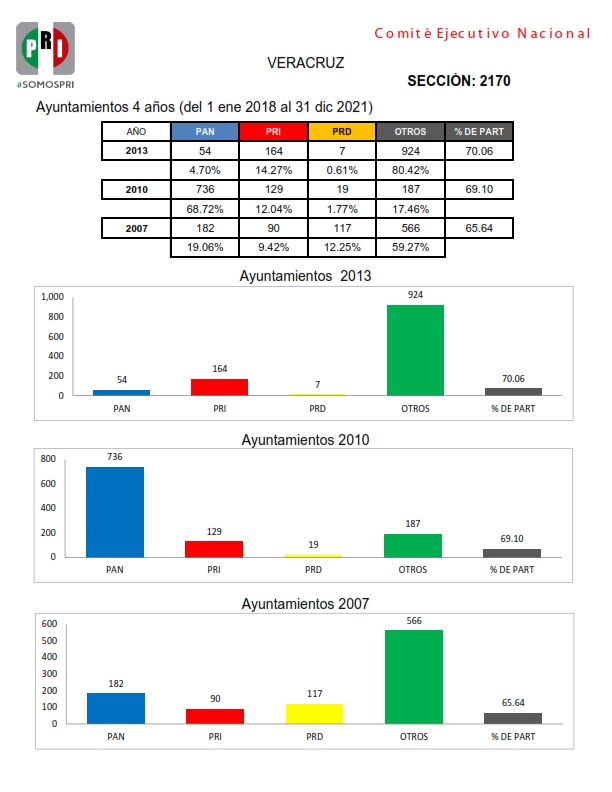 Comité Ejecutivo Nacional
PRI
#SOMOSPRI
VERACRUZ
SECCIÓN: 2170
Ayuntamientos 4 años (del 1 ene 2018 al 31 dic 2021)
AÑO PAN PRI PRD OTROS % DE PART
2013 54 164 7 924 70.06
4.70% 14.27% 0.61% 80.42%
2010 736 129 19 187 69.10
68.72% 12.04% 1.77% 17.46%
2007 182 90 117 566 65.64
19.06% 9.42% 12.25% 59.27%
Ayuntamientos 2013
1,000
800
600
400
200
0
54 164 7 924 70.06
PAN PRI PRD OTROS % DE PART
Ayuntamientos 2010
800
600
400
200
0
736 129 19 187 69.10
PAN PRI PRD OTROS % DE PART
Ayuntamientos 2007
600
500
400
300
200
100
0
182 90 117 566 65.64
PAN PRI PRD OTROS % DE PART